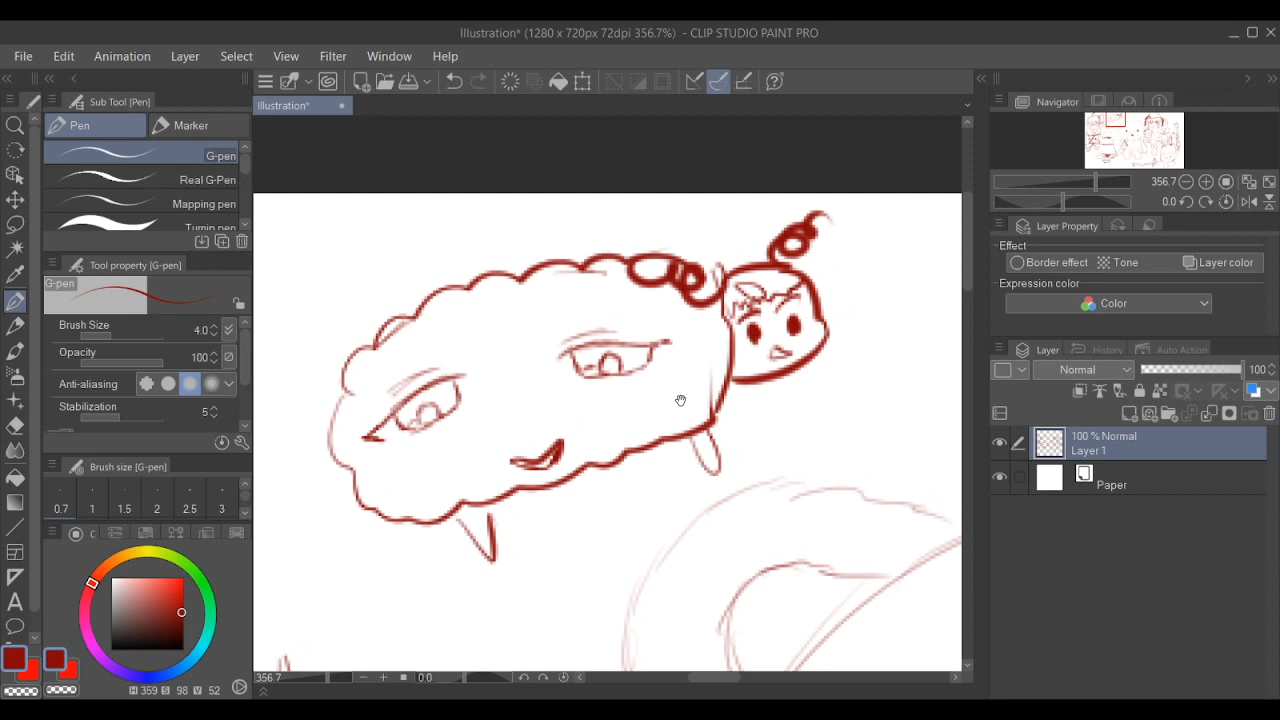 Illustration* (1280 x 720px 72dpi 356.7%) - CLIP STUDIO PAINT PRO
File Edit Animation Layer Select View Filter Window Help
Sub Tool [Pen]
Illustration*
Navigator
Pen Marker
G-pen
Real G-Pen
Mapping pen
Turnip pen
356.7
0.0
Layer Property
Effect
Border effect Tone Layer color
Expression color
Color
Tool property [G-pen]
G-pen
Brush Size 4.0
Opacity 100
Anti-aliasing
Stabilization 5
Layer History Auto Action
Normal 100
100 % Normal
Layer 1
Paper
Brush size [G-pen]
0.7 1 1.5 2 2.5 3
C
356.7 0.0
H 359 S 98 V 52